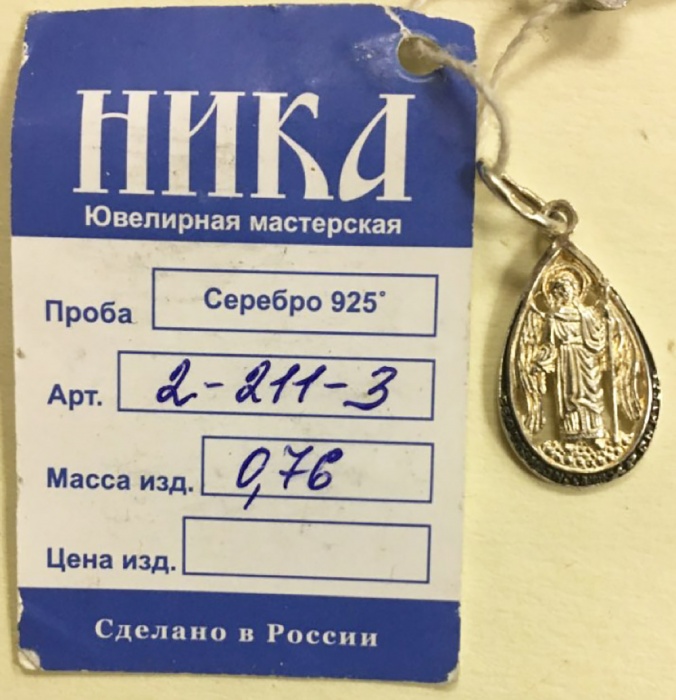 НИКА
Ювелирная мастерская
Проба Серебро 925°
Арт. 2-211-3
Масса изд. 0,76
Цена изд.
Сделано в России